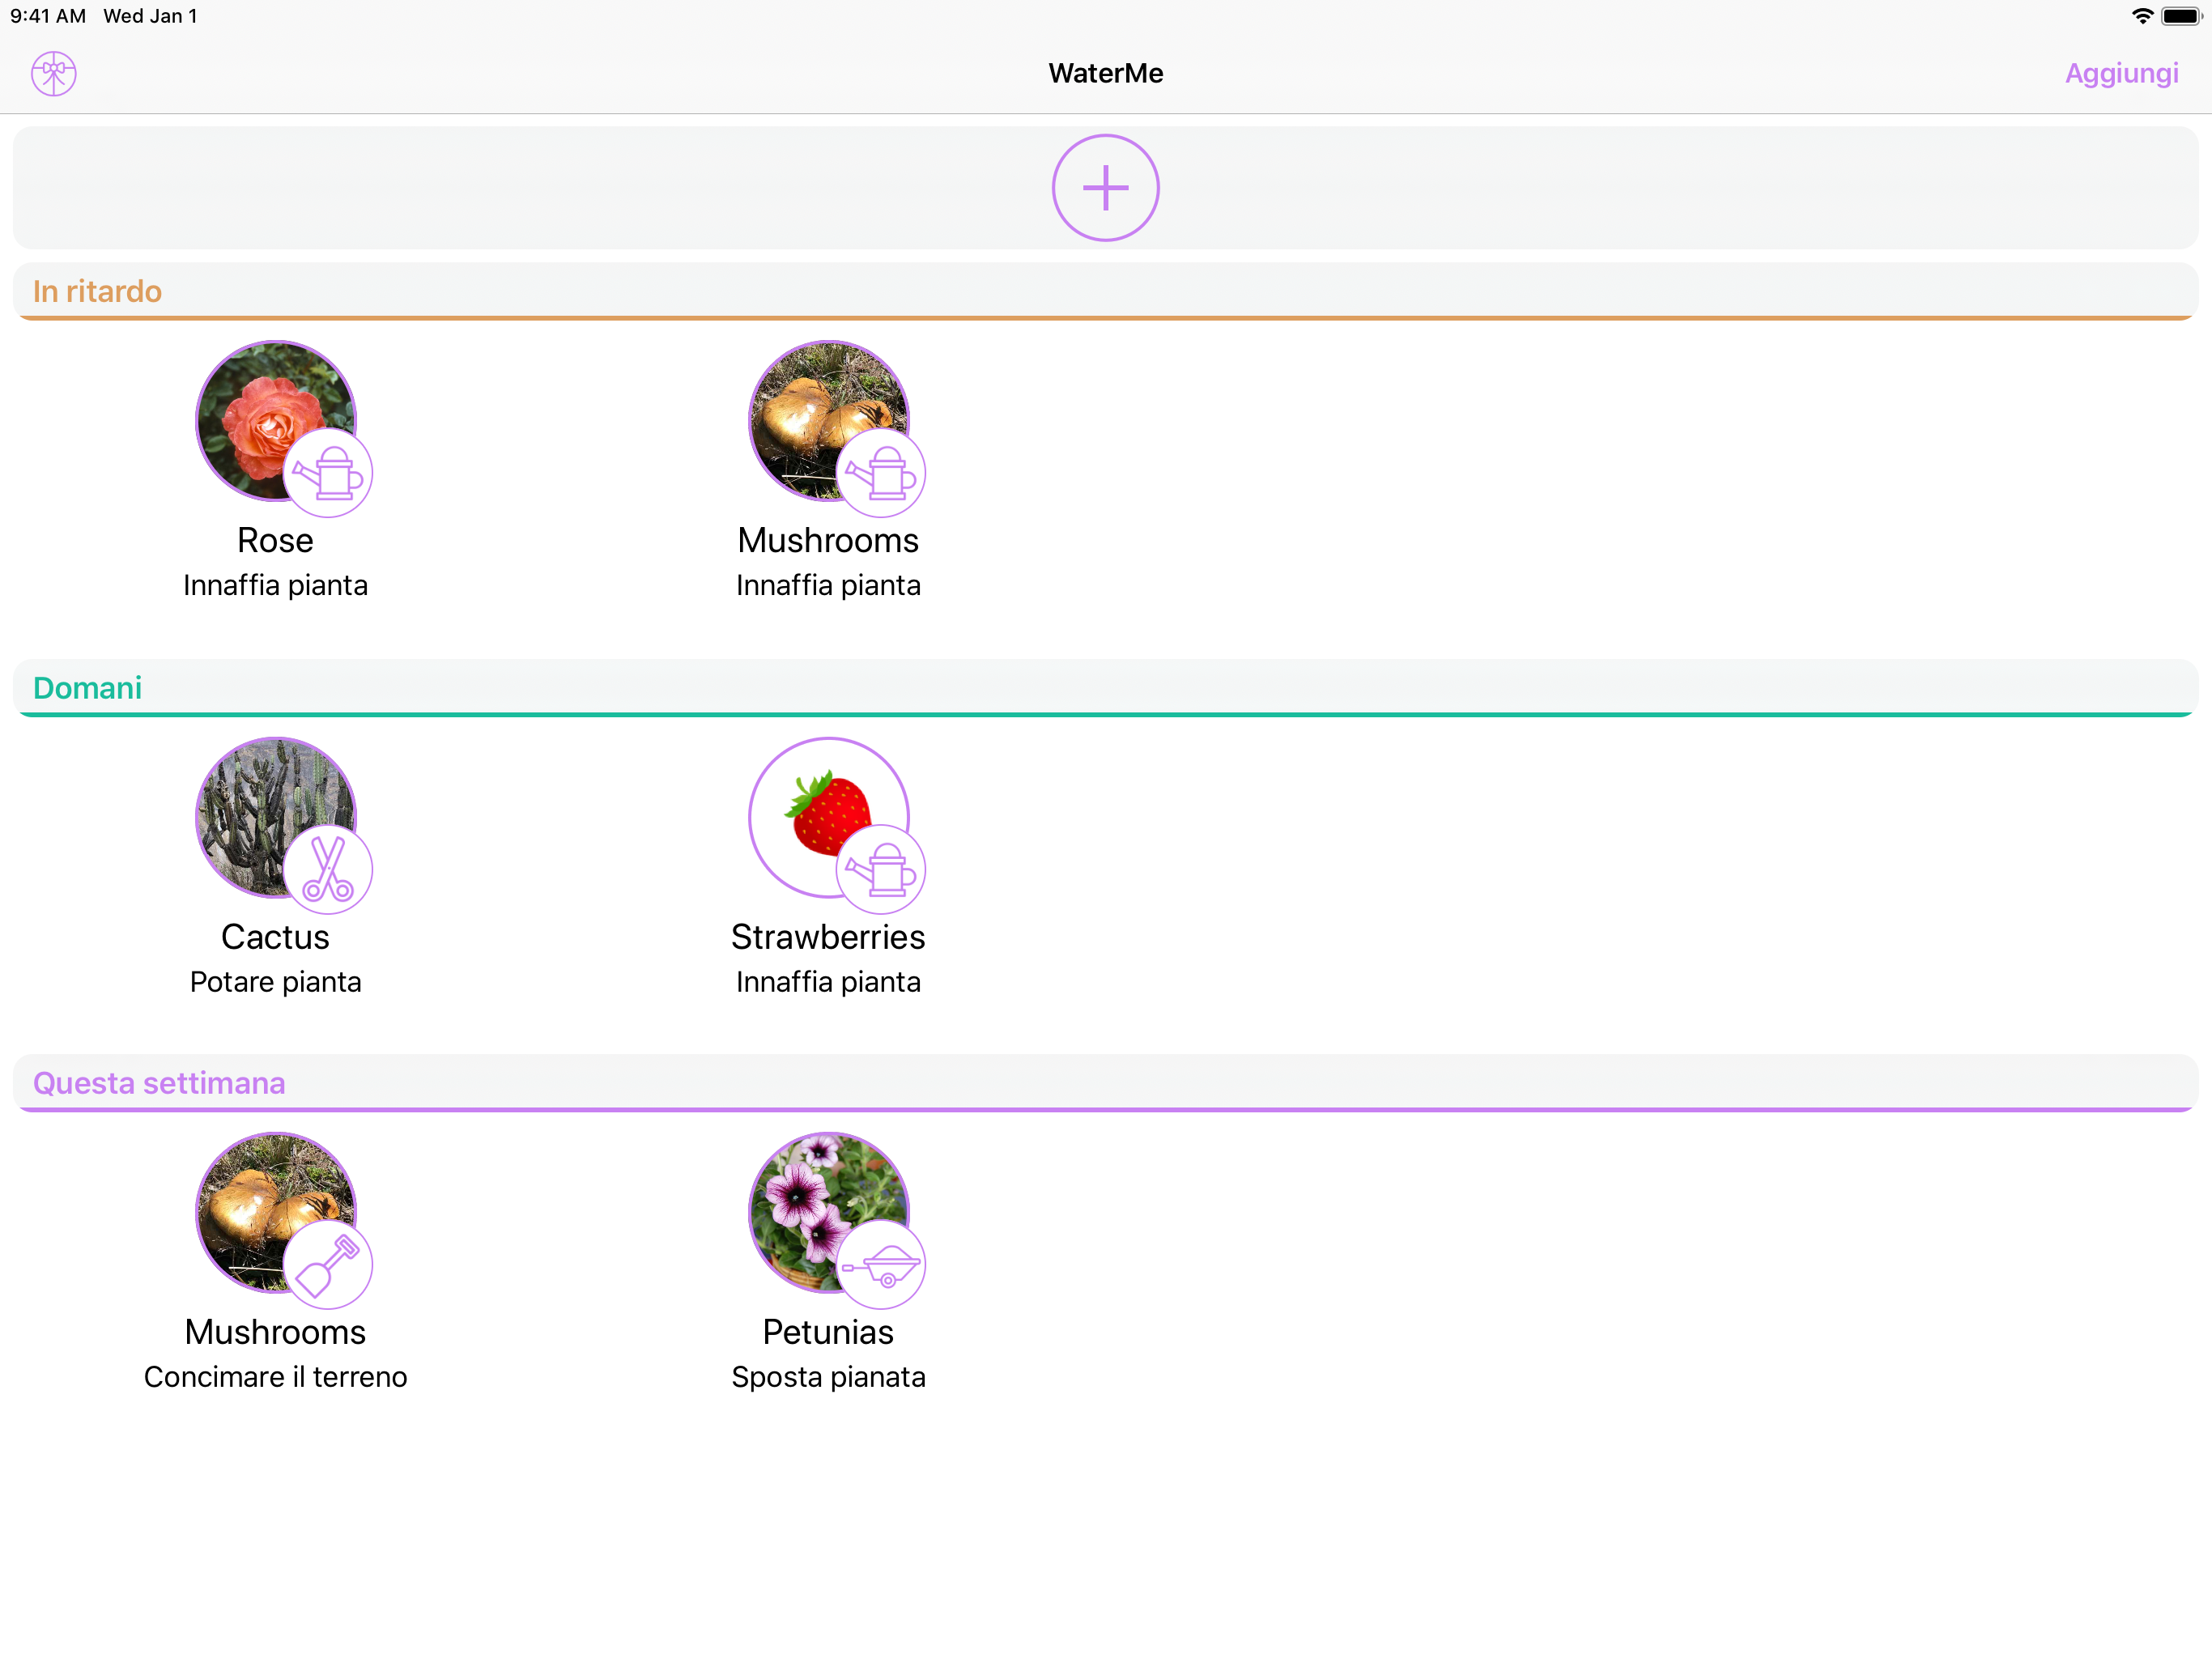 9:41 AM Wed Jan 1
WaterMe
Aggiungi
In ritardo
Rose
Innaffia pianta
Mushrooms
Innaffia pianta
Domani
Cactus
Potare pianta
Strawberries
Innaffia pianta
Questa settimana
Mushrooms
Concimare il terreno
Petunias
Sposta pianata